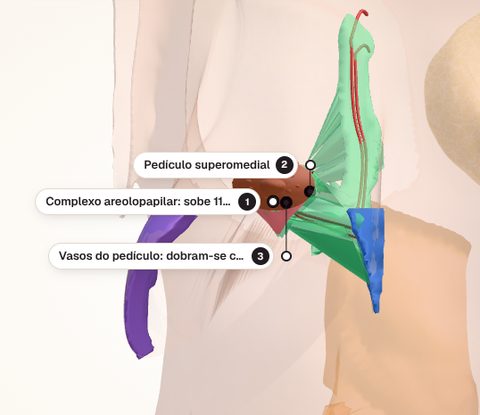 Pedículo superomedial 2
Complexo areolopapilar: sobe 11... 1
Vasos do pedículo: dobram-se c... 3